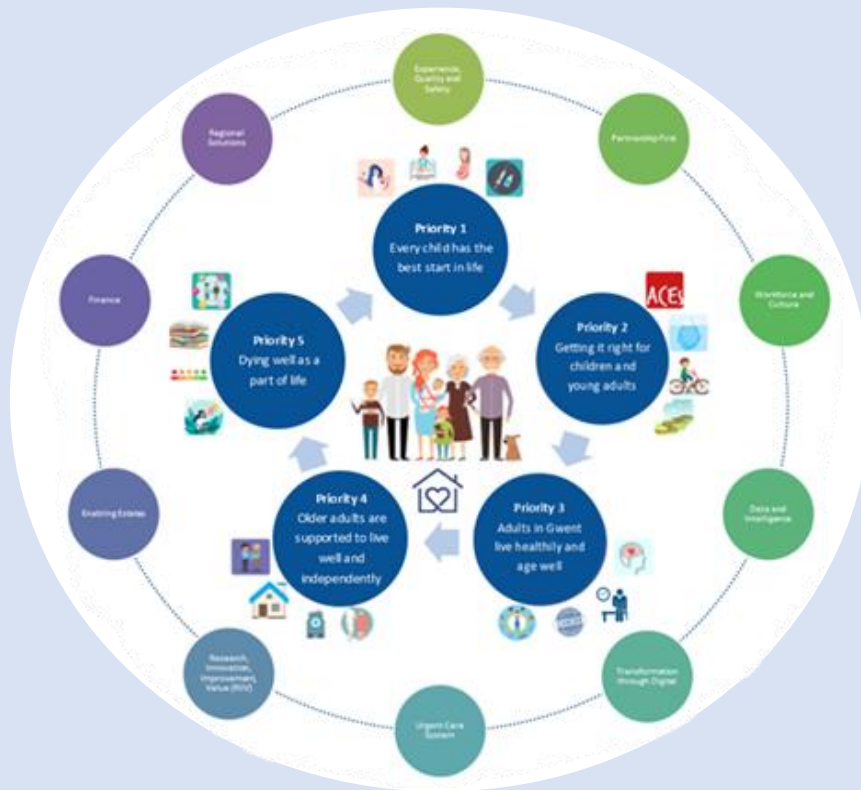 Experience,
Quality and
Safety
Partnership First
Workforce and
Culture
Data and
Intelligence
Transformation
through Digital
Urgent Care
System
Research,
Innovation,
Improvement,
Value (RIIV)
Enabling Estates
Finance
Regional
Solutions
Priority 1
Every child has the
best start in life
Priority 2
Getting it right for
children and
young adults
ACEs
Priority 3
Adults in Gwent
live healthily and
age well
Priority 4
Older adults are
supported to live
well and
independently
Priority 5
Dying well as a
part of life